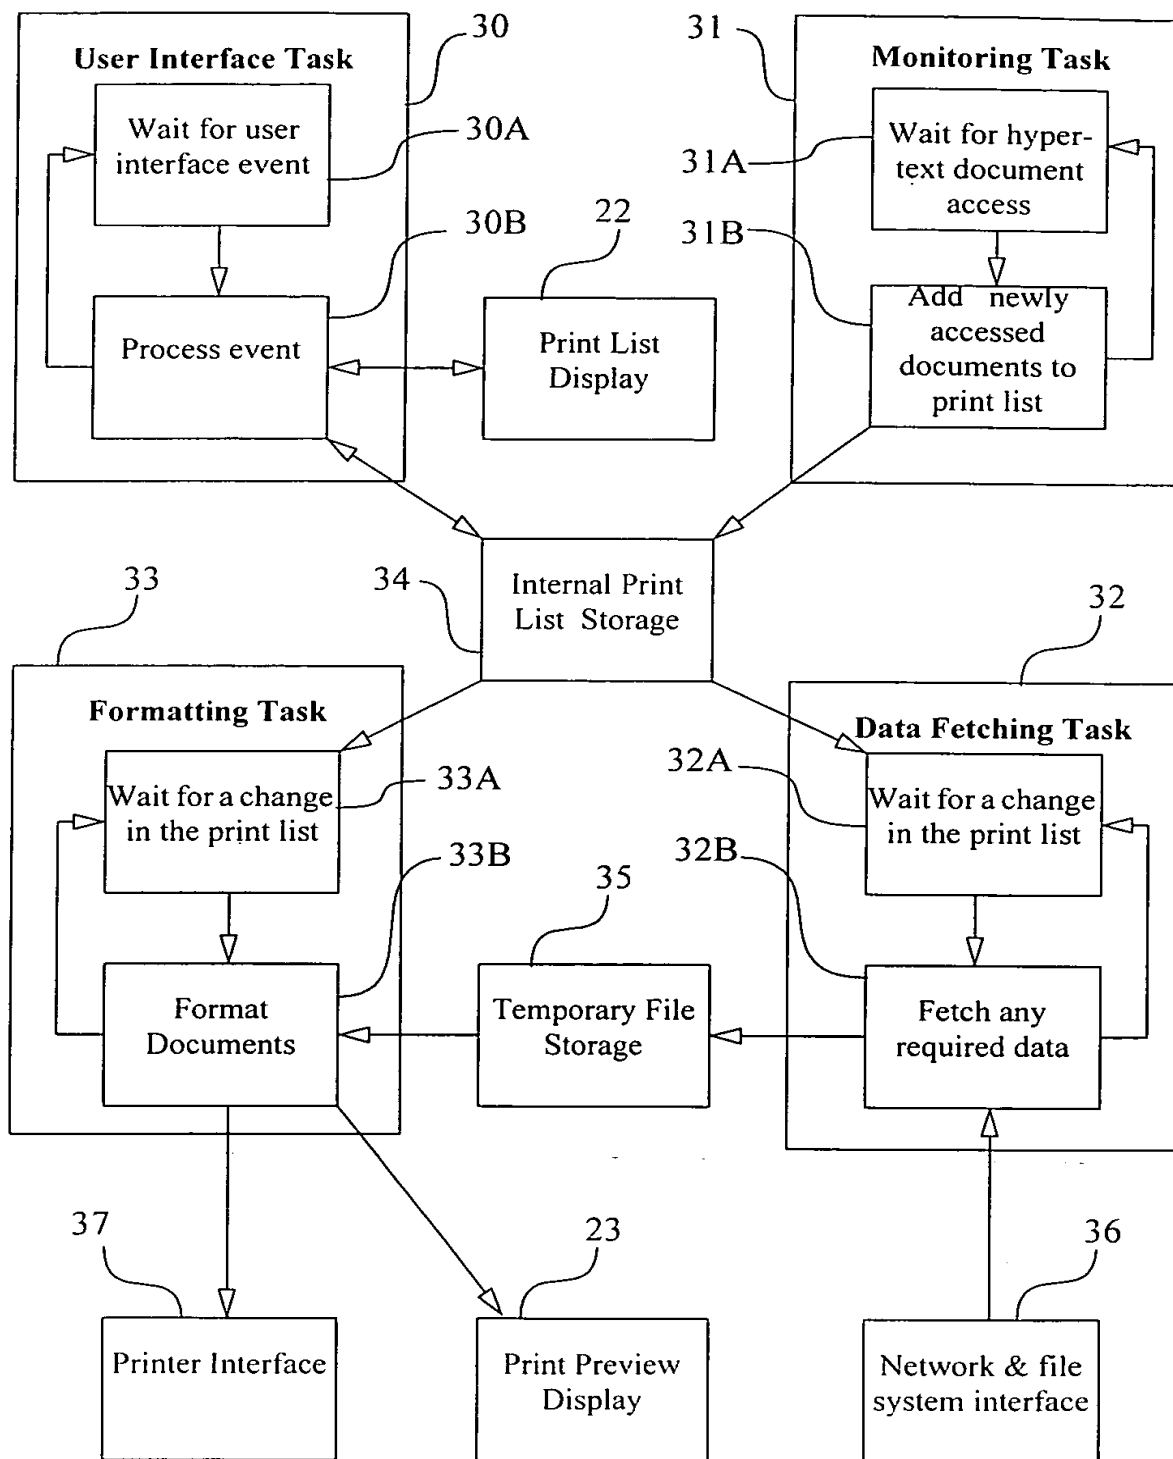 30
31
User Interface Task
Monitoring Task
Wait for user
interface event
30A
Wait for hyper-
text document
access
31A
30B
22
31B
Process event
Print List
Display
Add newly
accessed
documents to
print list
33
34
Internal Print
List Storage
32
Formatting Task
Data Fetching Task
Wait for a change
in the print list
33A
32A
Wait for a change
in the print list
33B
35
32B
Format
Documents
Temporary File
Storage
Fetch any
required data
37
23
36
Printer Interface
Print Preview
Display
Network & file
system interface